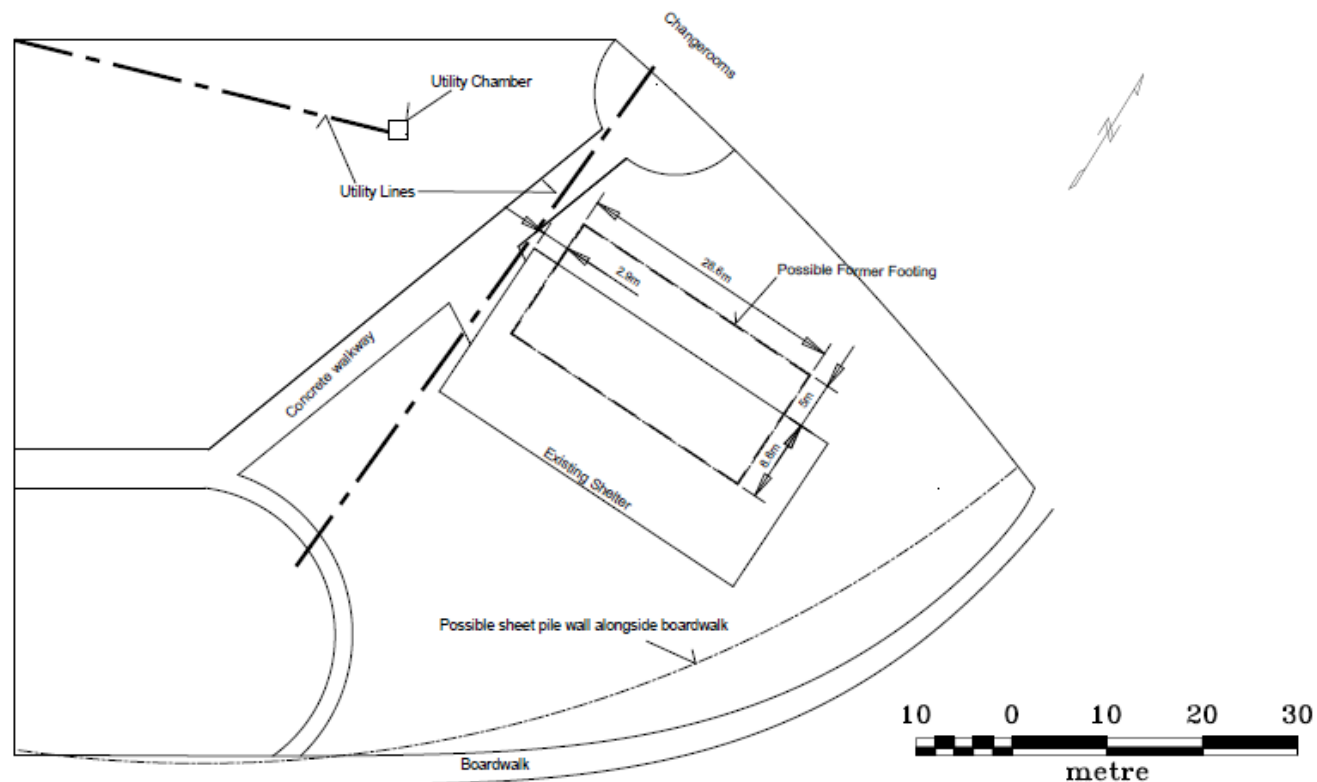 Changerooms
Utility Chamber
N
Utility Lines
28.6m
2.9m
Possible Former Footing
Concrete walkway
5m
8.8m
Existing Shelter
Possible sheet pile wall alongside boardwalk
10 0 10 20 30
metre
Boardwalk